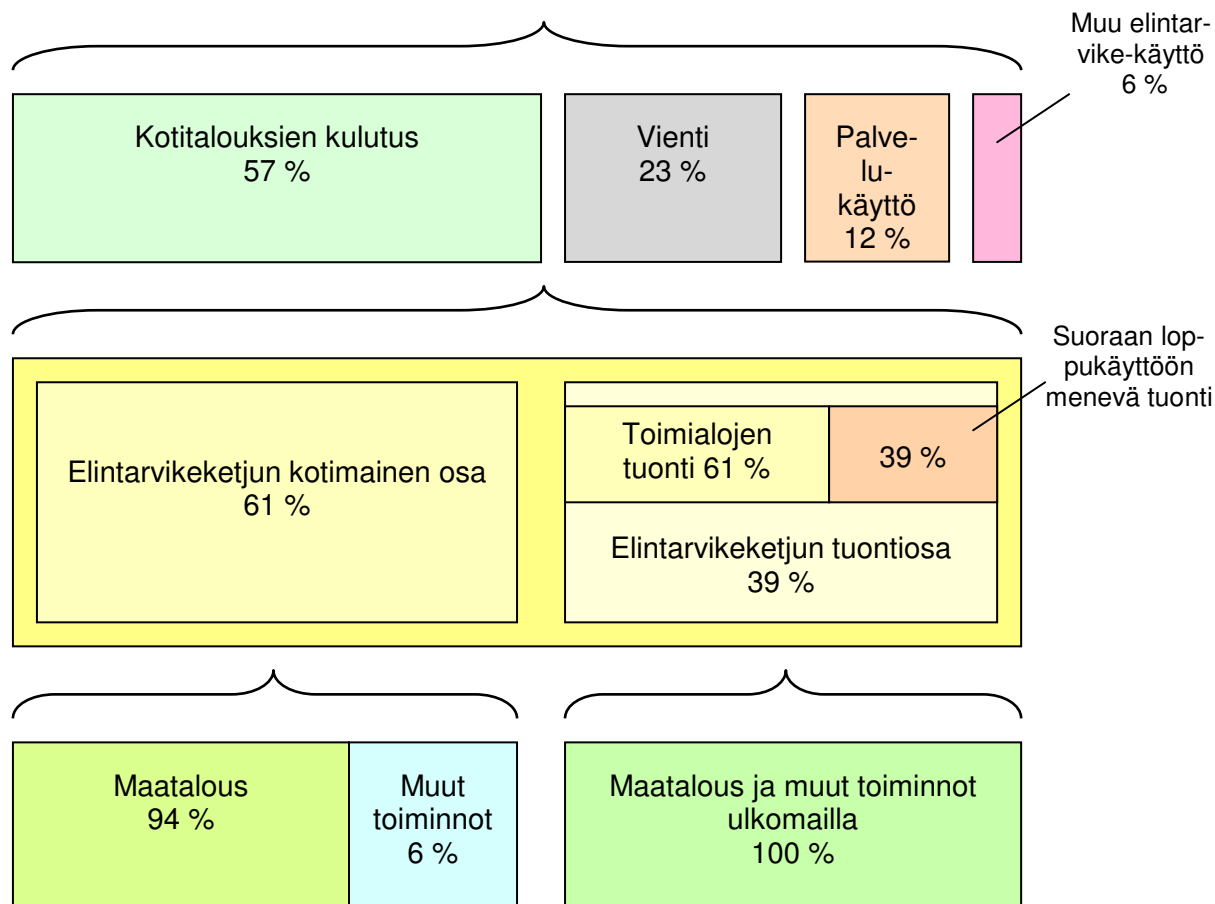 Muu elintar-
vike-käyttö
6 %
Kotitalouksien kulutus
57 %
Vienti
23 %
Palve-
lu-
käyttö
12 %
Suoraan lop-
pukäyttöön
menevä tuonti
Elintarvikeketjun kotimainen osa
61 %
Toimialojen
tuonti 61 %
39 %
Elintarvikeketjun tuontiosa
39 %
Maatalous
94 %
Muut
toiminnot
6 %
Maatalous ja muut toiminnot
ulkomailla
100 %